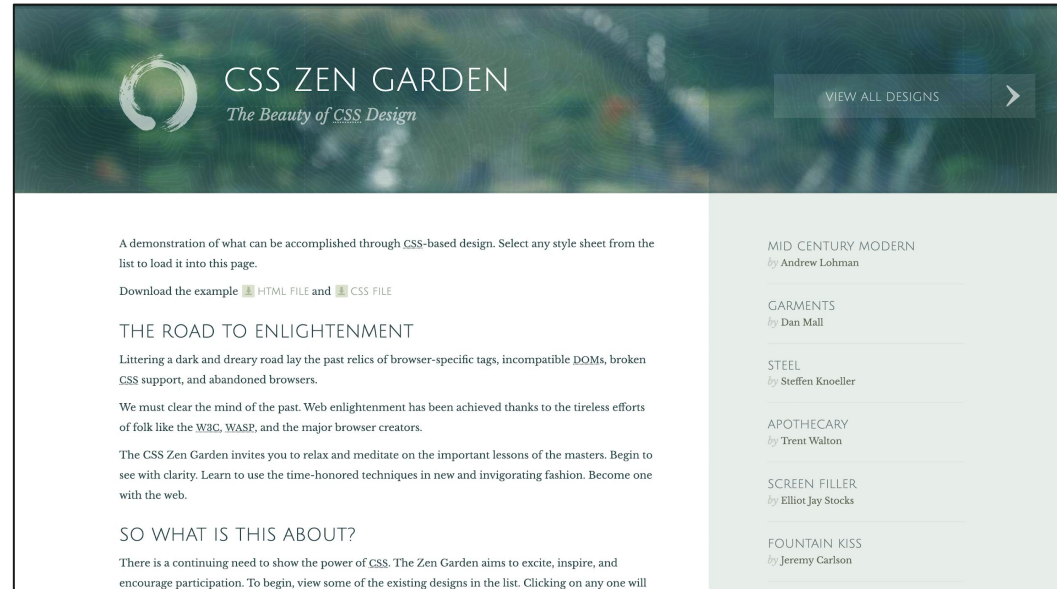 CSS ZEN GARDEN
The Beauty of CSS Design
VIEW ALL DESIGNS
A demonstration of what can be accomplished through CSS-based design. Select any style sheet from the
list to load it into this page.
Download the example HTML FILE and CSS FILE
THE ROAD TO ENLIGHTENMENT
Littering a dark and dreary road lay the past relics of browser-specific tags, incompatible DOMs, broken
CSS support, and abandoned browsers.
We must clear the mind of the past. Web enlightenment has been achieved thanks to the tireless efforts
of folk like the W3C, WASP, and the major browser creators.
The CSS Zen Garden invites you to relax and meditate on the important lessons of the masters. Begin to
see with clarity. Learn to use the time-honored techniques in new and invigorating fashion. Become one
with the web.
SO WHAT IS THIS ABOUT?
There is a continuing need to show the power of CSS. The Zen Garden aims to excite, inspire, and
encourage participation. To begin, view some of the existing designs in the list. Clicking on any one will
MID CENTURY MODERN
by Andrew Lohman
GARMENTS
by Dan Mall
STEEL
by Steffen Knoeller
APOTHECARY
by Trent Walton
SCREEN FILLER
by Elliot Jay Stocks
FOUNTAIN KISS
by Jeremy Carlson